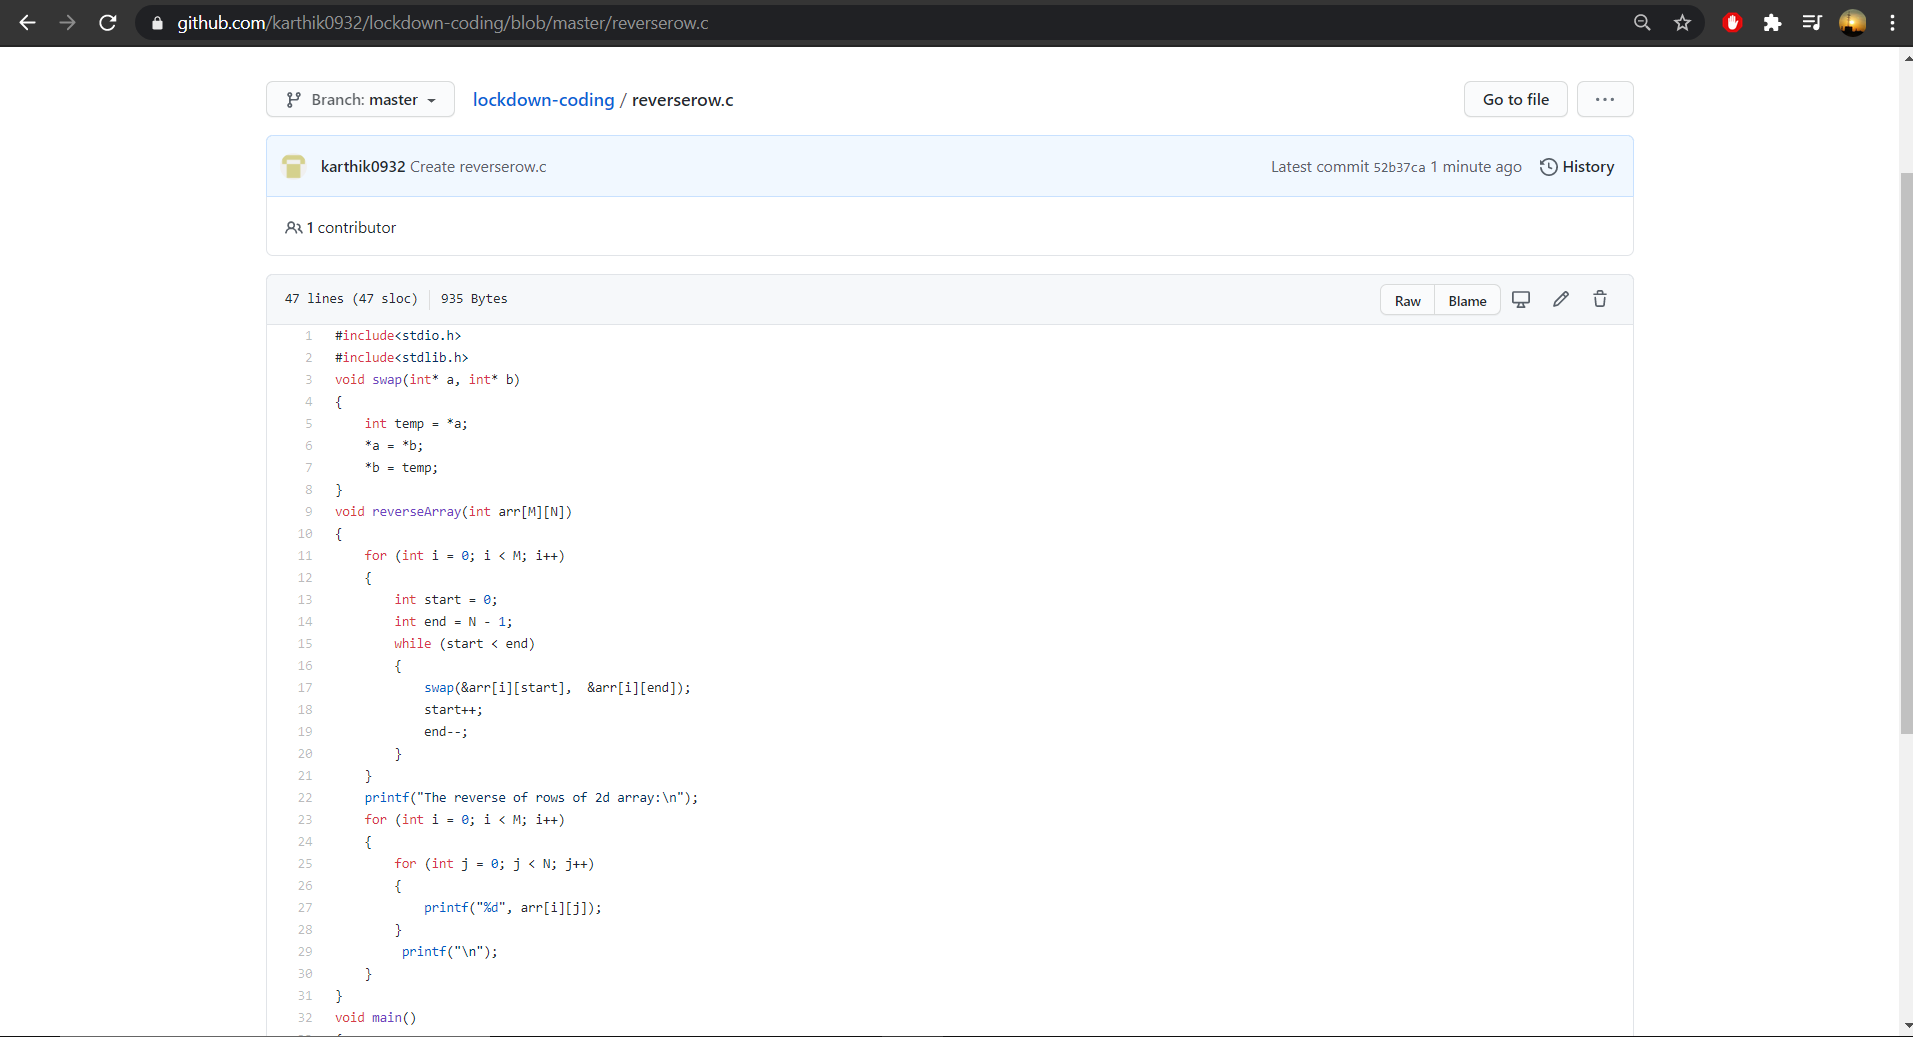 github.com/karthik0932/lockdown-coding/blob/master/reverserow.c
Branch: master
lockdown-coding / reverserow.c
Go to file
...
karthik0932 Create reverserow.c
Latest commit 52b37ca 1 minute ago
History
1 contributor
47 lines (47 sloc) 935 Bytes
Raw
Blame
1 #include<stdio.h>
2 #include<stdlib.h>
3 void swap(int* a, int* b)
4 {
5     int temp = *a;
6     *a = *b;
7     *b = temp;
8 }
9 void reverseArray(int arr[M][N])
10 {
11     for (int i = 0; i < M; i++)
12     {
13         int start = 0;
14         int end = N - 1;
15         while (start < end)
16         {
17             swap(&arr[i][start],  &arr[i][end]);
18             start++;
19             end--;
20         }
21     }
22     printf("The reverse of rows of 2d array:\n");
23     for (int i = 0; i < M; i++)
24     {
25         for (int j = 0; j < N; j++)
26         {
27             printf("%d", arr[i][j]);
28         }
29          printf("\n");
30     }
31 }
32 void main()